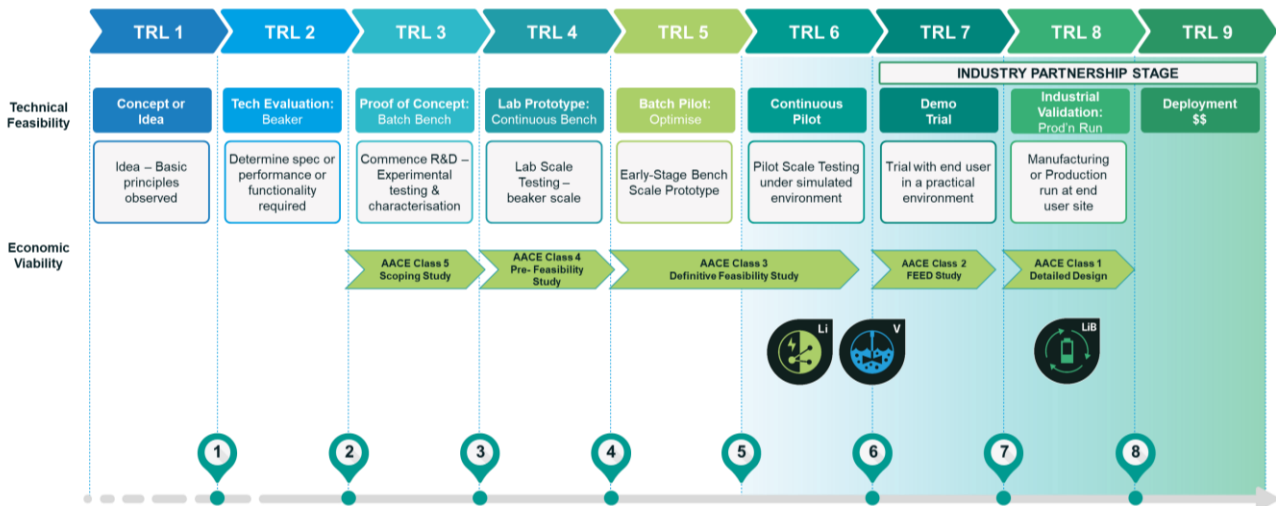 TRL 1
TRL 2
TRL 3
TRL 4
TRL 5
TRL 6
TRL 7
TRL 8
TRL 9
INDUSTRY PARTNERSHIP STAGE
Technical
Feasibility
Concept or
Idea
Tech Evaluation:
Beaker
Proof of Concept:
Batch Bench
Lab Prototype:
Continuous Bench
Batch Pilot:
Optimise
Continuous
Pilot
Demo
Trial
Industrial
Validation:
Prod'n Run
Deployment
$$
Idea – Basic
principles
observed
Determine spec or
performance or
functionality
required
Commence R&D –
Experimental
testing &
characterisation
Lab Scale
Testing –
beaker scale
Early-Stage Bench
Scale Prototype
Pilot Scale Testing
under simulated
environment
Trial with end user
in a practical
environment
Manufacturing
or Production
run at end
user site
Economic
Viability
AACE Class 5
Scoping Study
AACE Class 4
Pre- Feasibility
Study
AACE Class 3
Definitive Feasibility Study
AACE Class 2
FEED Study
AACE Class 1
Detailed Design
Li
V
LiB
1
2
3
4
5
6
7
8